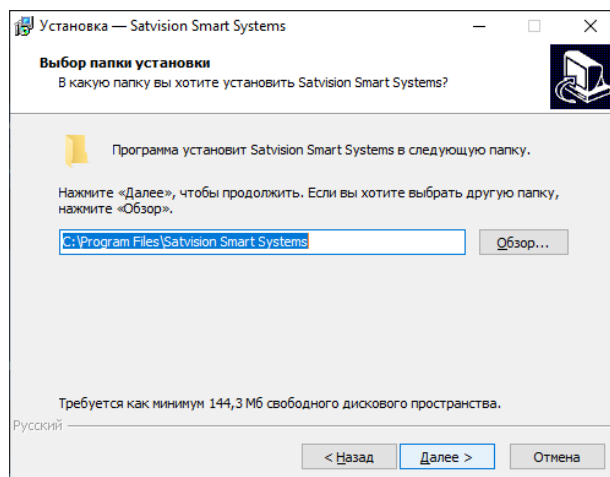 Установка — Satvision Smart Systems
Выбор папки установки
В какую папку вы хотите установить Satvision Smart Systems?
Программа установит Satvision Smart Systems в следующую папку.
Нажмите «Далее», чтобы продолжить. Если вы хотите выбрать другую папку,
нажмите «Обзор».
C:\Program Files\Satvision Smart Systems
Обзор...
Требуется как минимум 144,3 Мб свободного дискового пространства.
Русский
< Назад
Далее >
Отмена